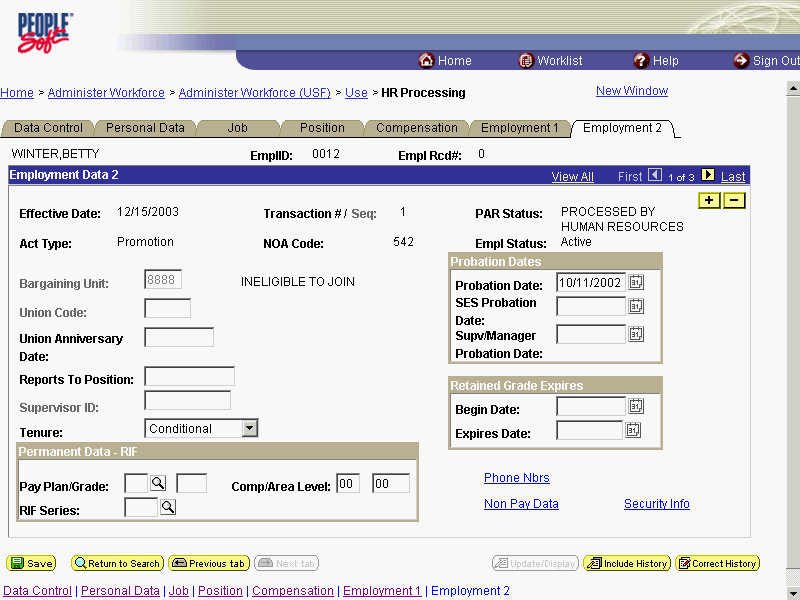 PEOPLE
Soft
Home Worklist Help Sign Out
Home > Administer Workforce > Administer Workforce (USF) > Use > HR Processing New Window
Data Control Personal Data Job Position Compensation Employment 1 Employment 2
WINTER,BETTY EmplID: 0012 Empl Rcd#: 0
Employment Data 2 View All First 1 of 3 Last
+ −
Effective Date: 12/15/2003 Transaction # / Seq: 1 PAR Status: PROCESSED BY
HUMAN RESOURCES
Act Type: Promotion NOA Code: 542 Empl Status: Active
Probation Dates
Bargaining Unit: 8888 INELIGIBLE TO JOIN Probation Date: 10/11/2002
Union Code: SES Probation
Date:
Union Anniversary Supv/Manager
Date: Probation Date:
Reports To Position: Retained Grade Expires
Supervisor ID: Begin Date:
Tenure: Conditional Expires Date:
Permanent Data - RIF
Pay Plan/Grade: Comp/Area Level: 00 00 Phone Nbrs
RIF Series: Non Pay Data Security Info
Save Return to Search Previous tab Next tab Update/Display Include History Correct History
Data Control | Personal Data | Job | Position | Compensation | Employment 1 | Employment 2